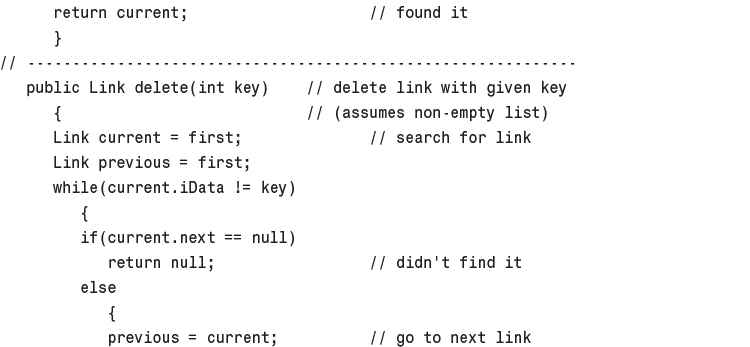 return current;                    // found it
      }
// -------------------------------------------------------------
   public Link delete(int key)    // delete link with given key
      {                           // (assumes non-empty list)
      Link current = first;              // search for link
      Link previous = first;
      while(current.iData != key)
         {
         if(current.next == null)
            return null;                 // didn't find it
         else
            {
            previous = current;          // go to next link